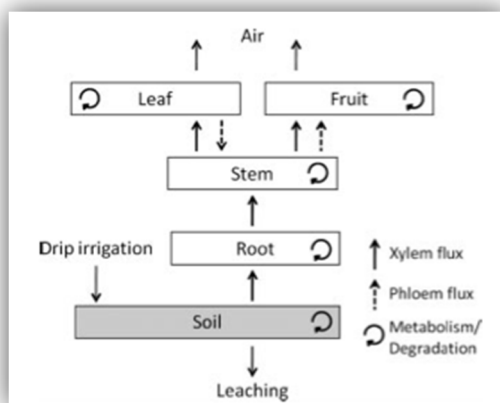 Air
Leaf
Fruit
Stem
Drip irrigation
Root
Xylem flux
Phloem flux
Soil
Metabolism/
Degradation
Leaching